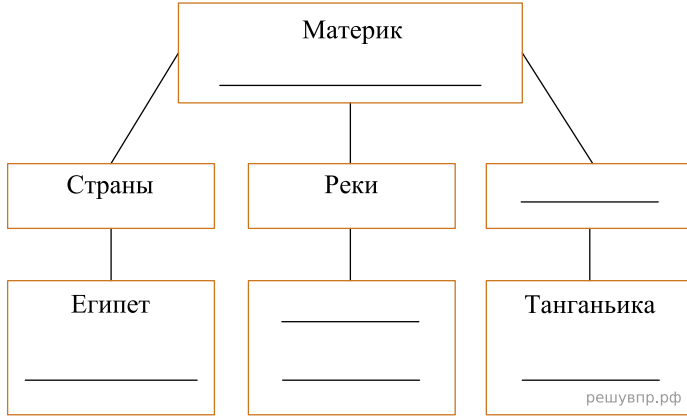 Материк
Страны
Реки
Египет
Танганьика
решувпр.рф